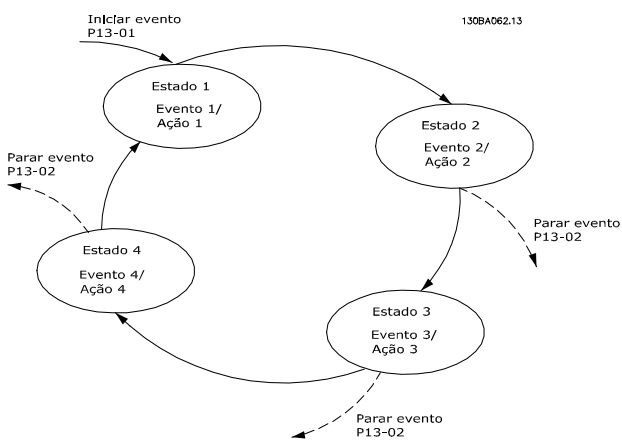 Iniciar evento
P13-01
130BA062.13
Estado 1
Evento 1/
Ação 1
Estado 2
Evento 2/
Ação 2
Parar evento
P13-02
Parar evento
P13-02
Estado 4
Evento 4/
Ação 4
Estado 3
Evento 3/
Ação 3
Parar evento
P13-02